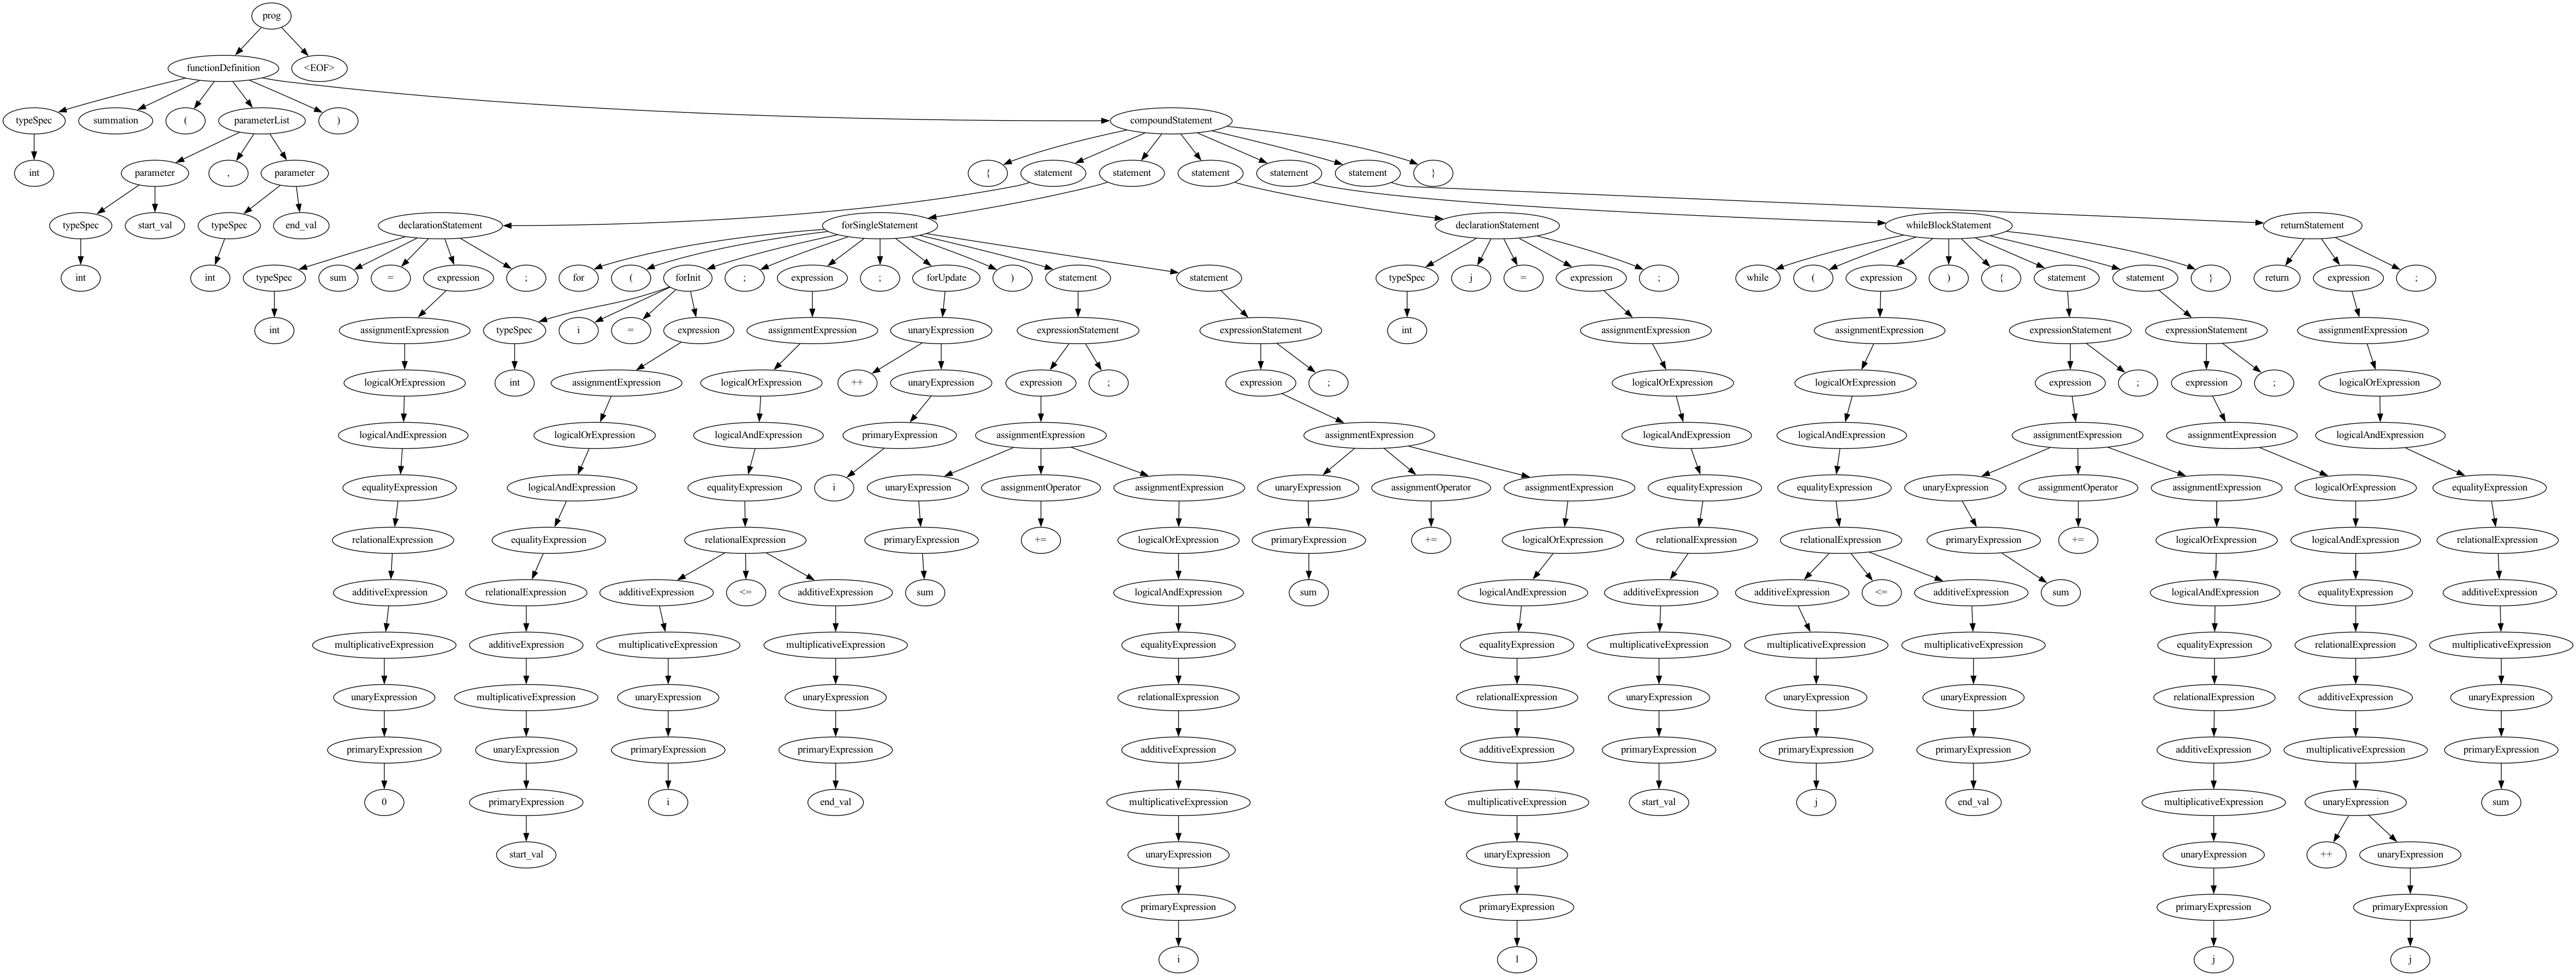 prog
functionDefinition <EOF>
typeSpec summation ( parameterList ) compoundStatement
int parameter , parameter { statement statement statement statement statement }
typeSpec start_val typeSpec end_val declarationStatement forSingleStatement declarationStatement whileBlockStatement returnStatement
int int typeSpec sum = expression ; for ( forInit ; expression ; forUpdate ) statement statement typeSpec j = expression ; while ( expression ) { statement statement } return expression ;
int assignmentExpression typeSpec i = expression assignmentExpression unaryExpression expressionStatement expressionStatement int assignmentExpression assignmentExpression expressionStatement expressionStatement assignmentExpression
logicalOrExpression int assignmentExpression logicalOrExpression ++ unaryExpression expression ; expression ; logicalOrExpression logicalOrExpression expression ; expression ; logicalOrExpression
logicalAndExpression logicalOrExpression logicalAndExpression primaryExpression assignmentExpression assignmentExpression logicalAndExpression logicalAndExpression assignmentExpression assignmentExpression logicalAndExpression
equalityExpression logicalAndExpression equalityExpression i unaryExpression assignmentOperator assignmentExpression unaryExpression assignmentOperator assignmentExpression equalityExpression equalityExpression unaryExpression assignmentOperator assignmentExpression logicalOrExpression equalityExpression
relationalExpression equalityExpression relationalExpression primaryExpression += logicalOrExpression primaryExpression += logicalOrExpression relationalExpression relationalExpression primaryExpression += logicalOrExpression logicalAndExpression relationalExpression
additiveExpression relationalExpression additiveExpression <= additiveExpression sum logicalAndExpression sum logicalAndExpression additiveExpression additiveExpression <= additiveExpression sum logicalAndExpression equalityExpression additiveExpression
multiplicativeExpression additiveExpression multiplicativeExpression multiplicativeExpression equalityExpression equalityExpression multiplicativeExpression multiplicativeExpression multiplicativeExpression equalityExpression relationalExpression multiplicativeExpression
unaryExpression multiplicativeExpression unaryExpression unaryExpression relationalExpression relationalExpression unaryExpression unaryExpression unaryExpression relationalExpression additiveExpression unaryExpression
primaryExpression unaryExpression primaryExpression primaryExpression additiveExpression additiveExpression primaryExpression primaryExpression primaryExpression additiveExpression multiplicativeExpression primaryExpression
0 primaryExpression i end_val multiplicativeExpression multiplicativeExpression start_val j end_val multiplicativeExpression unaryExpression sum
start_val unaryExpression unaryExpression unaryExpression ++ unaryExpression
primaryExpression primaryExpression primaryExpression primaryExpression
i l j j